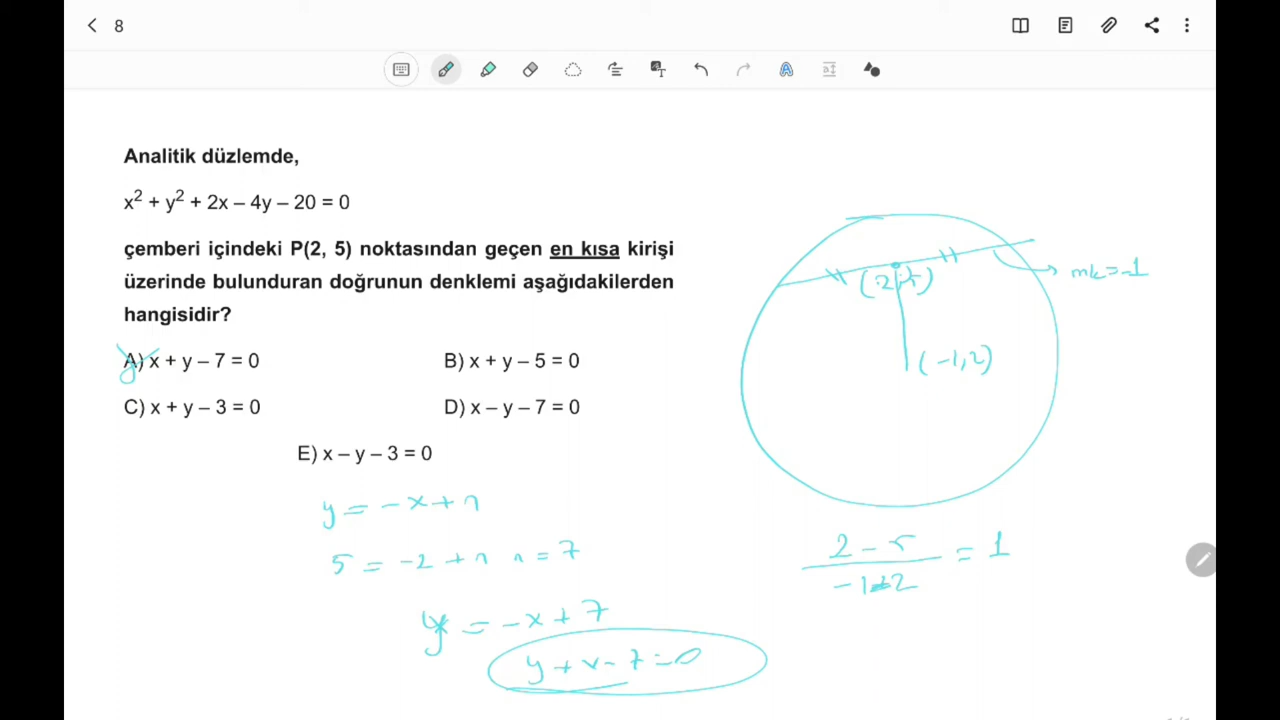 8
Analitik düzlemde,
x² + y² + 2x – 4y – 20 = 0
çemberi içindeki P(2, 5) noktasından geçen en kısa kirişi
üzerinde bulunduran doğrunun denklemi aşağıdakilerden
hangisidir?
A) x + y – 7 = 0
B) x + y – 5 = 0
C) x + y – 3 = 0
D) x – y – 7 = 0
E) x – y – 3 = 0
y = -x + n
5 = -2 + n n = 7
y = -x + 7
y + x - 7 = 0
(2,5)
mk = -1
(-1,2)
2 - 5
-1-2
= 1